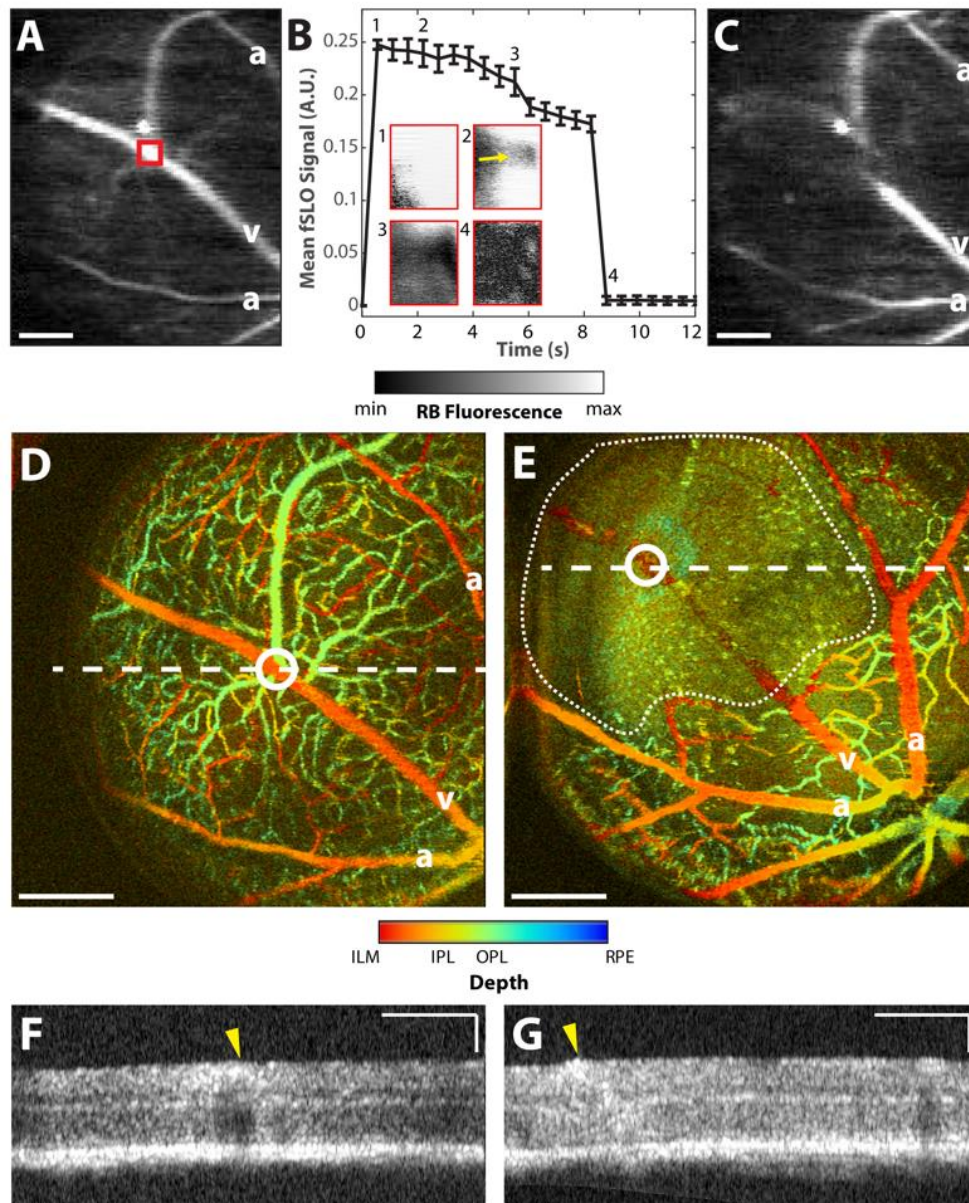 A
a
v
a
B
Mean fSLO Signal (A.U.)
0.25
0.2
0.15
0.1
0.05
0
1
2
3
4
1
2
3
4
0 2 4 6 8 10 12
Time (s)
C
a
v
a
min
max
RB Fluorescence
D
a
v
a
E
a
v
a
ILM IPL OPL RPE
Depth
F
G